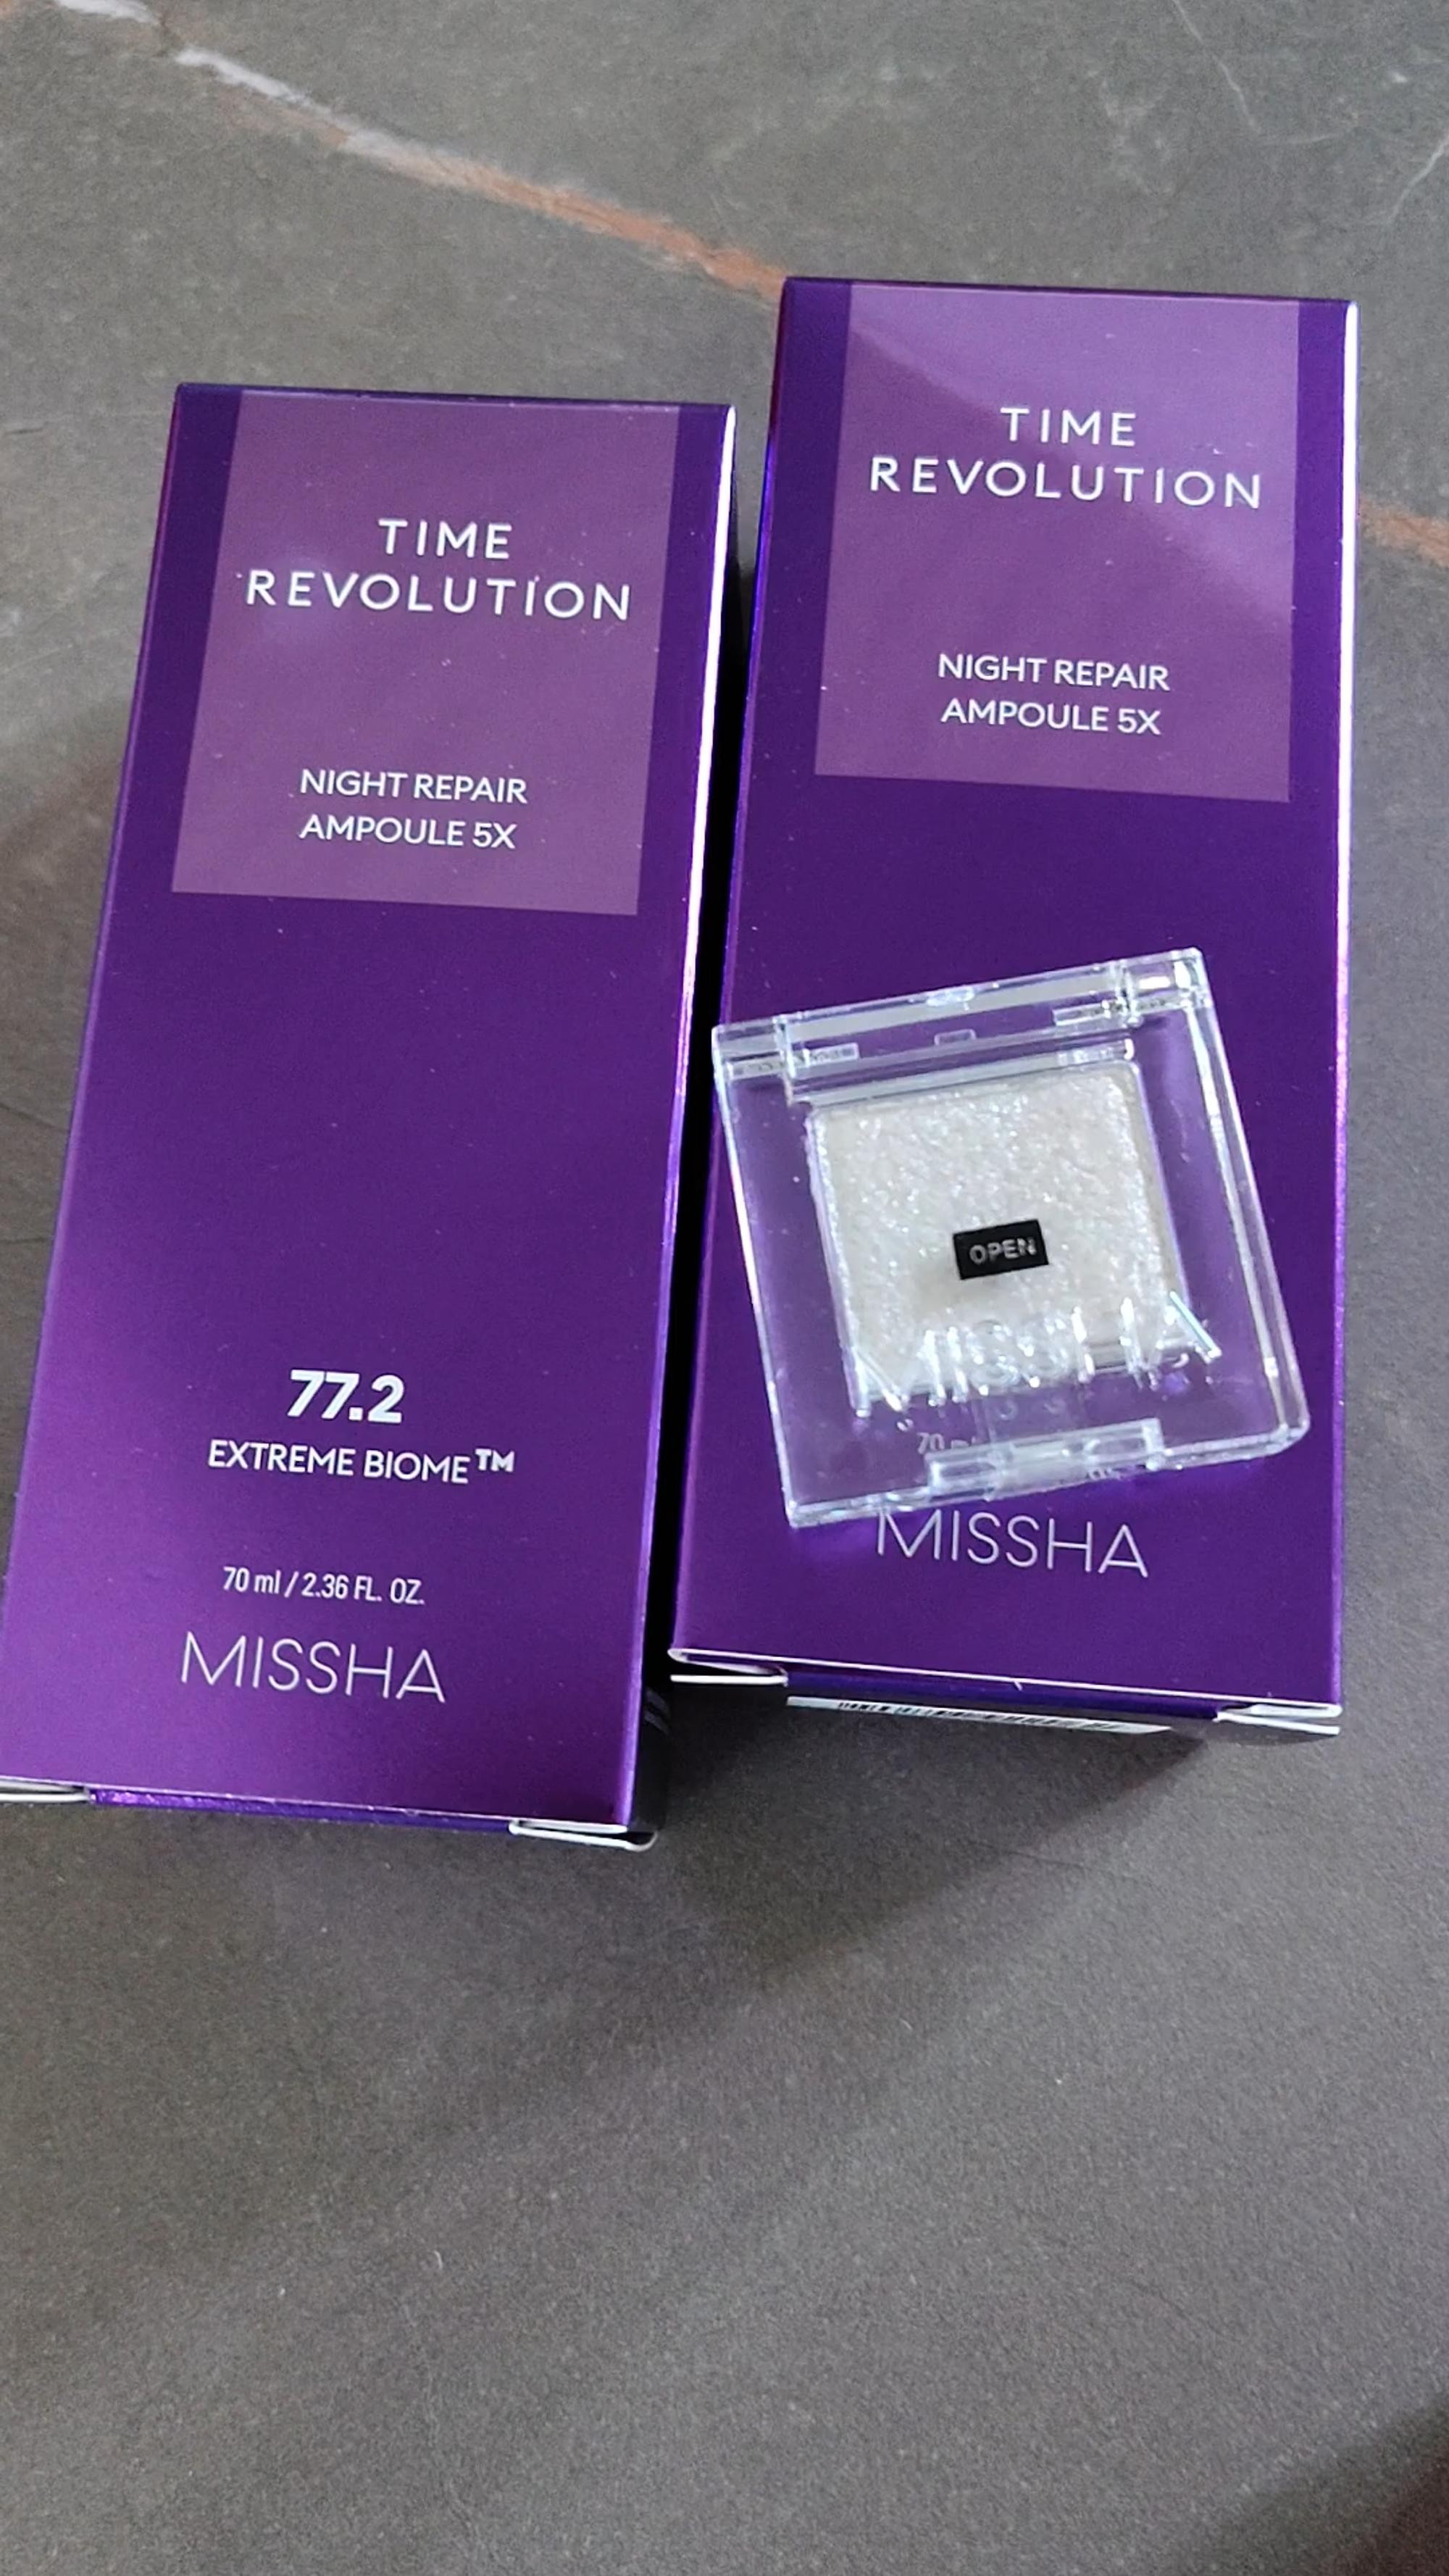 TIME
REVOLUTION
NIGHT REPAIR
AMPOULE 5X
77.2
EXTREME BIOME™
70 ml / 2.36 FL. OZ.
MISSHA
TIME
REVOLUTION
NIGHT REPAIR
AMPOULE 5X
OPEN
MISSHA
70
MISSHA